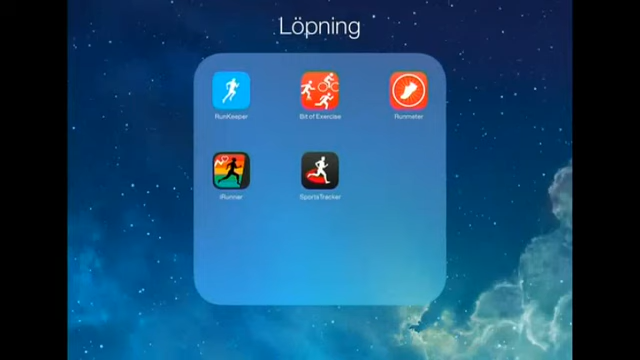 Löpning
RunKeeper
Bit of Exercise
Runmeter
iRunner
SportsTracker